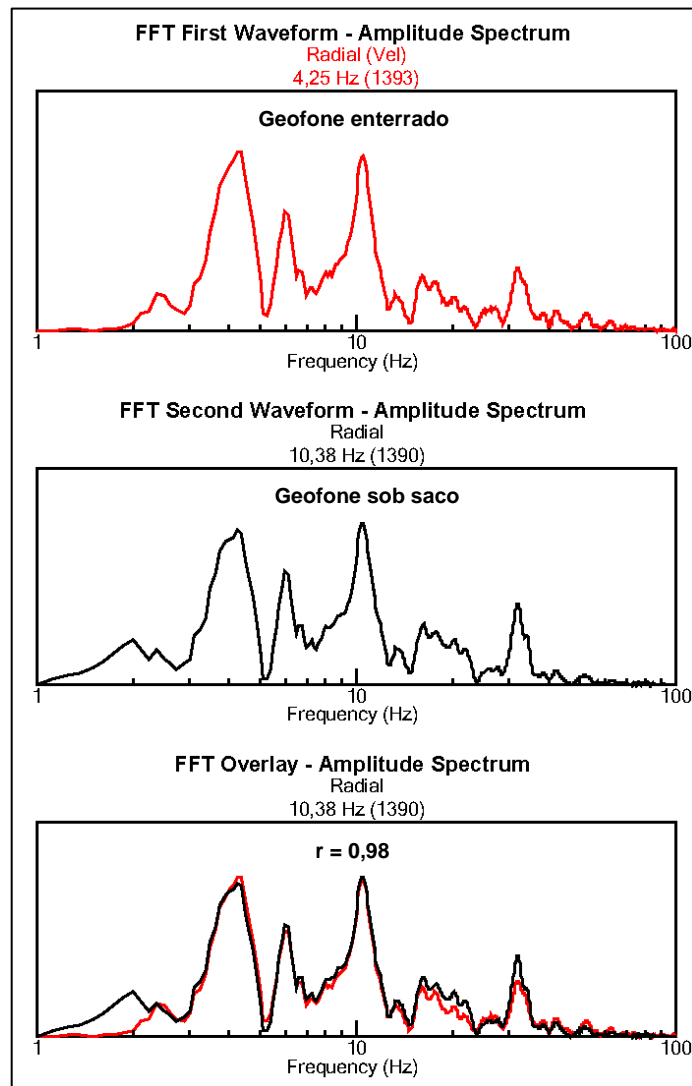 FFT First Waveform - Amplitude Spectrum
Radial (Vel)
4,25 Hz (1393)
Geofone enterrado
1 10 100
Frequency (Hz)
FFT Second Waveform - Amplitude Spectrum
Radial
10,38 Hz (1390)
Geofone sob saco
1 10 100
Frequency (Hz)
FFT Overlay - Amplitude Spectrum
Radial
10,38 Hz (1390)
r = 0,98
1 10 100
Frequency (Hz)